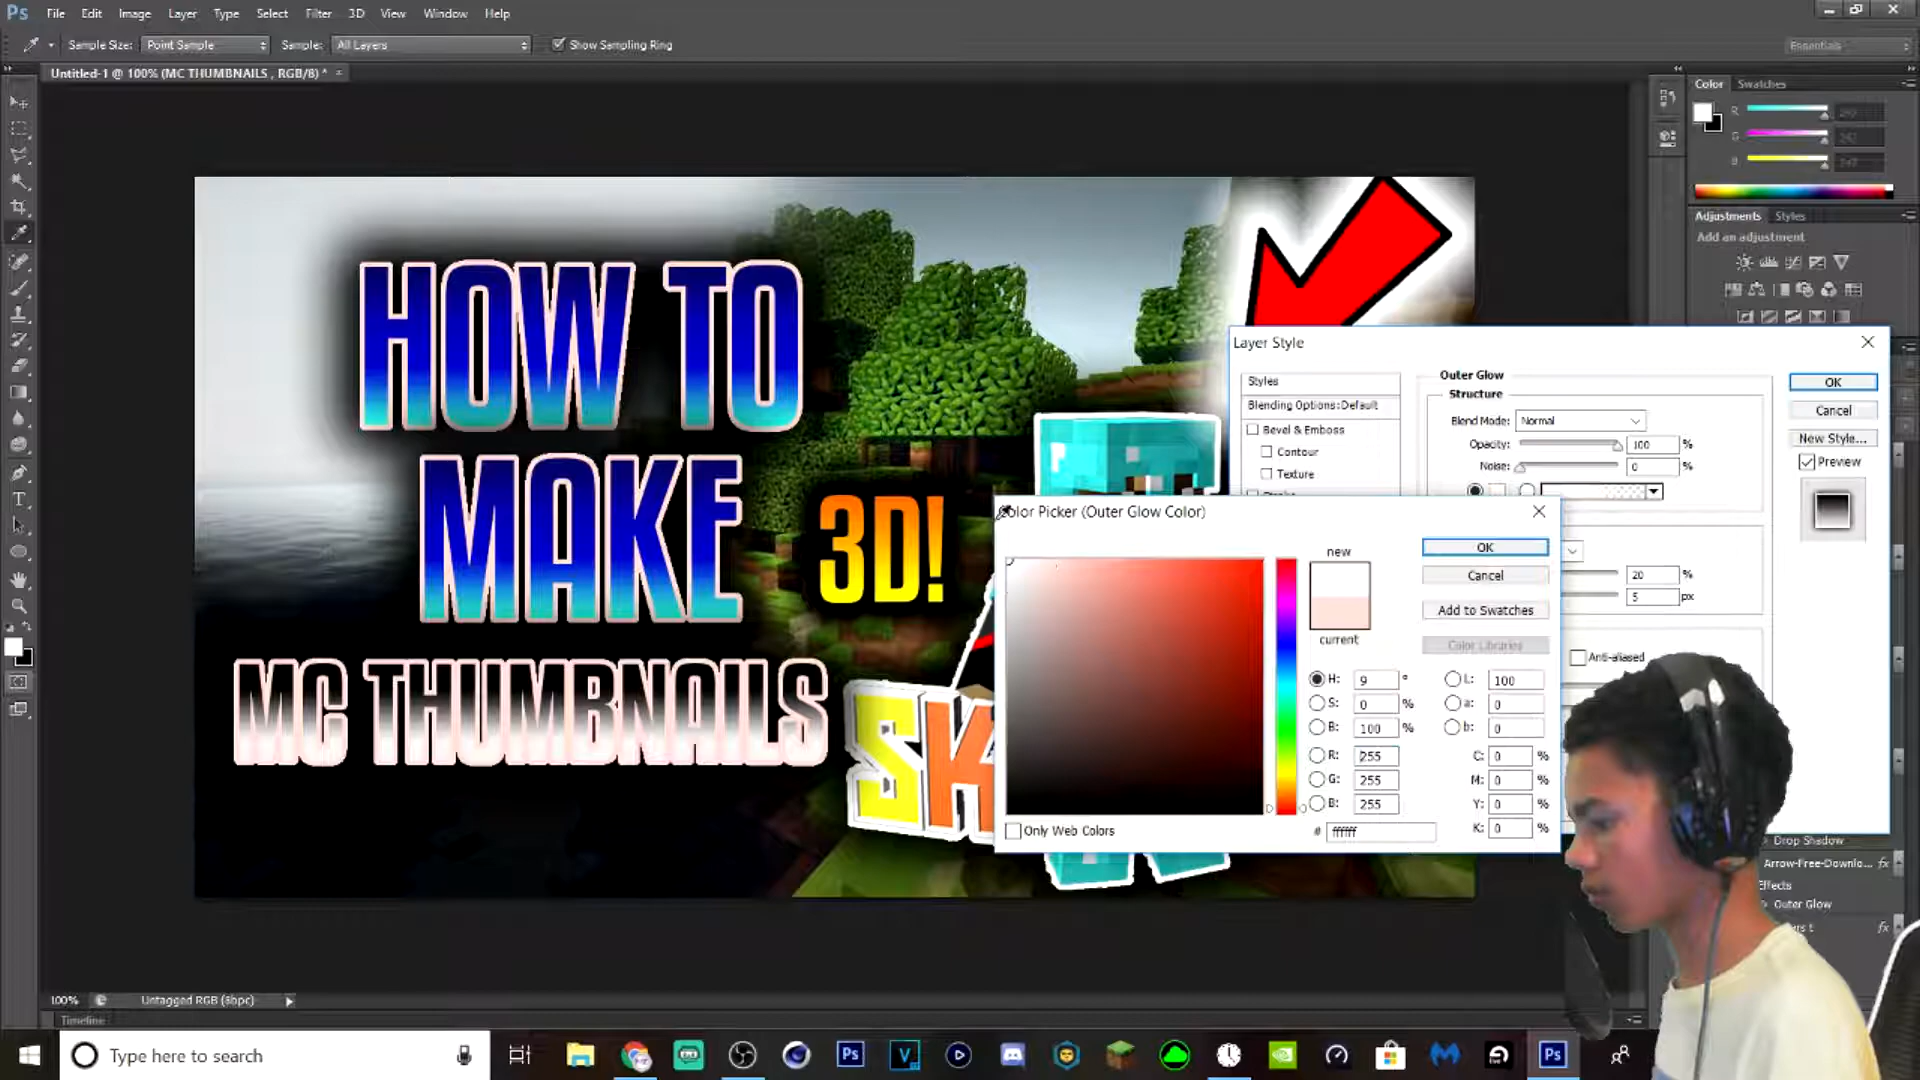 Ps File Edit Image Layer Type Select Filter 3D View Window Help
Sample Size: Point Sample Sample: All Layers Show Sampling Ring
Essentials
Untitled-1 @ 100% (MC THUMBNAILS , RGB/8) *
Color Swatches
R
G
B
Adjustments Styles
Add an adjustment
HOW TO
MAKE
3D!
MC THUMBNAILS
SK
Layer Style
Styles
Blending Options:Default
Bevel & Emboss
Contour
Texture
Outer Glow
Structure
Blend Mode: Normal
Opacity: 100 %
Noise: 0 %
OK
Cancel
New Style...
Preview
20 %
5 px
Anti-aliased
Color Picker (Outer Glow Color)
new
current
OK
Cancel
Add to Swatches
Color Libraries
H: 9 °
S: 0 %
B: 100 %
R: 255
G: 255
B: 255
L: 100
a: 0
b: 0
C: 0 %
M: 0 %
Y: 0 %
K: 0 %
# ffffff
Only Web Colors
Drop Shadow
Arrow-Free-Downlo... fx
Effects
Outer Glow
fx
100% Untagged RGB (8bpc)
Timeline
Type here to search
Ps
V
Ps